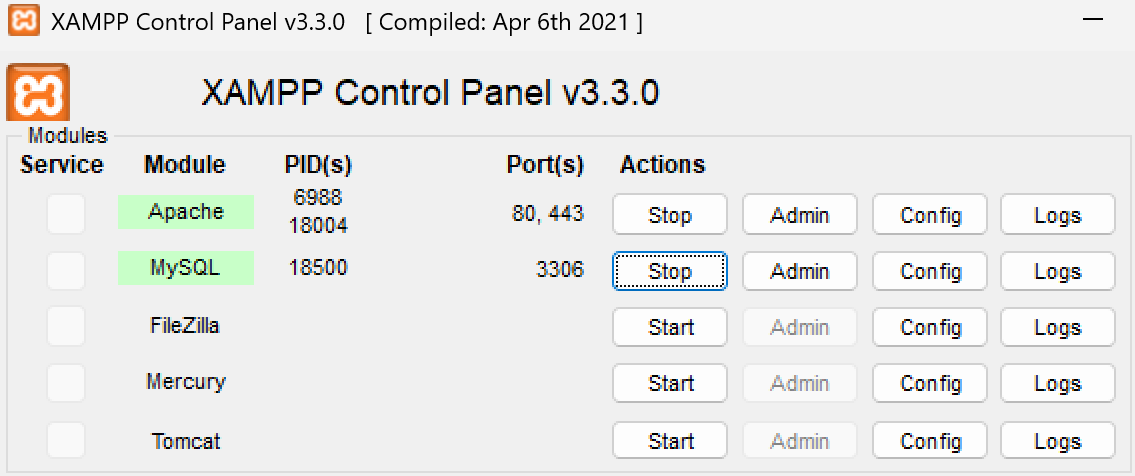 XAMPP Control Panel v3.3.0 [ Compiled: Apr 6th 2021 ]
XAMPP Control Panel v3.3.0
Modules
Service Module PID(s) Port(s) Actions
Apache 6988 18004 80, 443 Stop Admin Config Logs
MySQL 18500 3306 Stop Admin Config Logs
FileZilla Start Admin Config Logs
Mercury Start Admin Config Logs
Tomcat Start Admin Config Logs